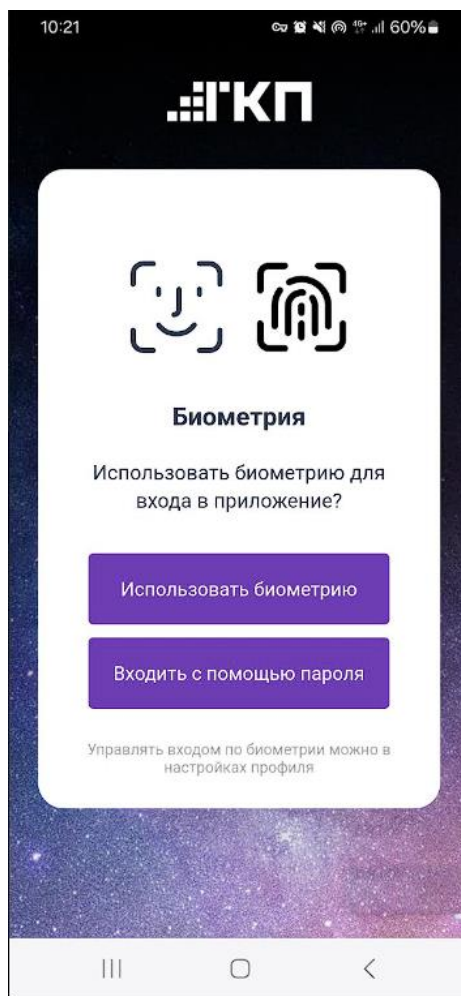 10:21
4G+
60%
ГКП
Биометрия
Использовать биометрию для
входа в приложение?
Использовать биометрию
Входить с помощью пароля
Управлять входом по биометрии можно в
настройках профиля